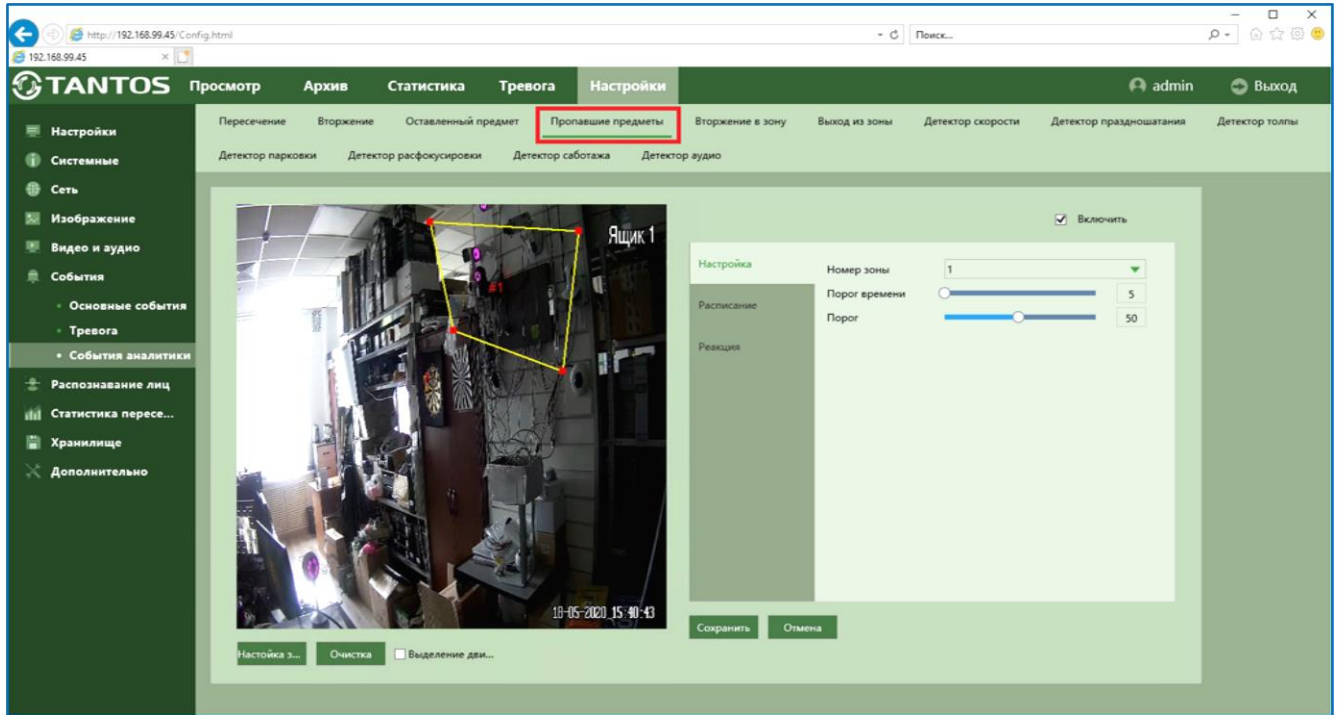 http://192.168.99.45/Config.html
Поиск...
192.168.99.45
TANTOS Просмотр Архив Статистика Тревога Настройки admin Выход
Настройки
Системные
Сеть
Изображение
Видео и аудио
События
Основные события
Тревога
События аналитики
Распознавание лиц
Статистика пересе...
Хранилище
Дополнительно
Пересечение Вторжение Оставленный предмет Пропавшие предметы Вторжение в зону Выход из зоны Детектор скорости Детектор праздношатания Детектор толпы
Детектор парковки Детектор расфокусировки Детектор саботажа Детектор аудио
Ящик 1
#1
18-05-2020 15:40:43
Настойка з... Очистка Выделение дви...
Включить
Настройка
Расписание
Реакция
Номер зоны 1
Порог времени 5
Порог 50
Сохранить Отмена